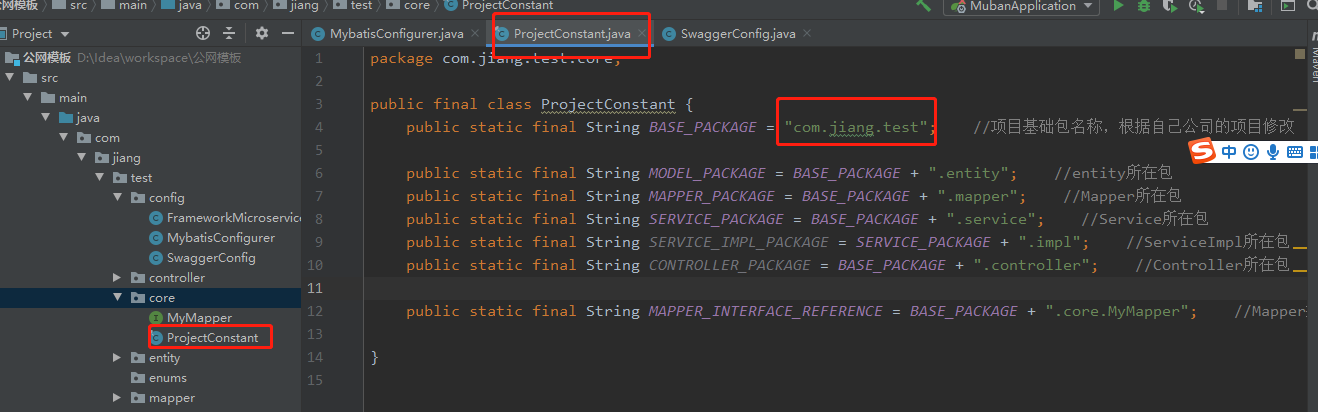 公网模板 src main java com jiang test core ProjectConstant MubanApplication
Project
MybatisConfigurer.java ProjectConstant.java SwaggerConfig.java
公网模板 D:\Idea\workspace\公网模板
src
main
java
com
jiang
test
config
FrameworkMicroservice
MybatisConfigurer
SwaggerConfig
controller
core
MyMapper
ProjectConstant
entity
enums
mapper
1 package com.jiang.test.core;
2
3 public final class ProjectConstant {
4 public static final String BASE_PACKAGE = "com.jiang.test"; //项目基础包名称，根据自己公司的项目修改
5
6 public static final String MODEL_PACKAGE = BASE_PACKAGE + ".entity"; //entity所在包
7 public static final String MAPPER_PACKAGE = BASE_PACKAGE + ".mapper"; //Mapper所在包
8 public static final String SERVICE_PACKAGE = BASE_PACKAGE + ".service"; //Service所在包
9 public static final String SERVICE_IMPL_PACKAGE = SERVICE_PACKAGE + ".impl"; //ServiceImpl所在包
10 public static final String CONTROLLER_PACKAGE = BASE_PACKAGE + ".controller"; //Controller所在包
11
12 public static final String MAPPER_INTERFACE_REFERENCE = BASE_PACKAGE + ".core.MyMapper"; //Mapper
13
14 }
15
S 中
Maven